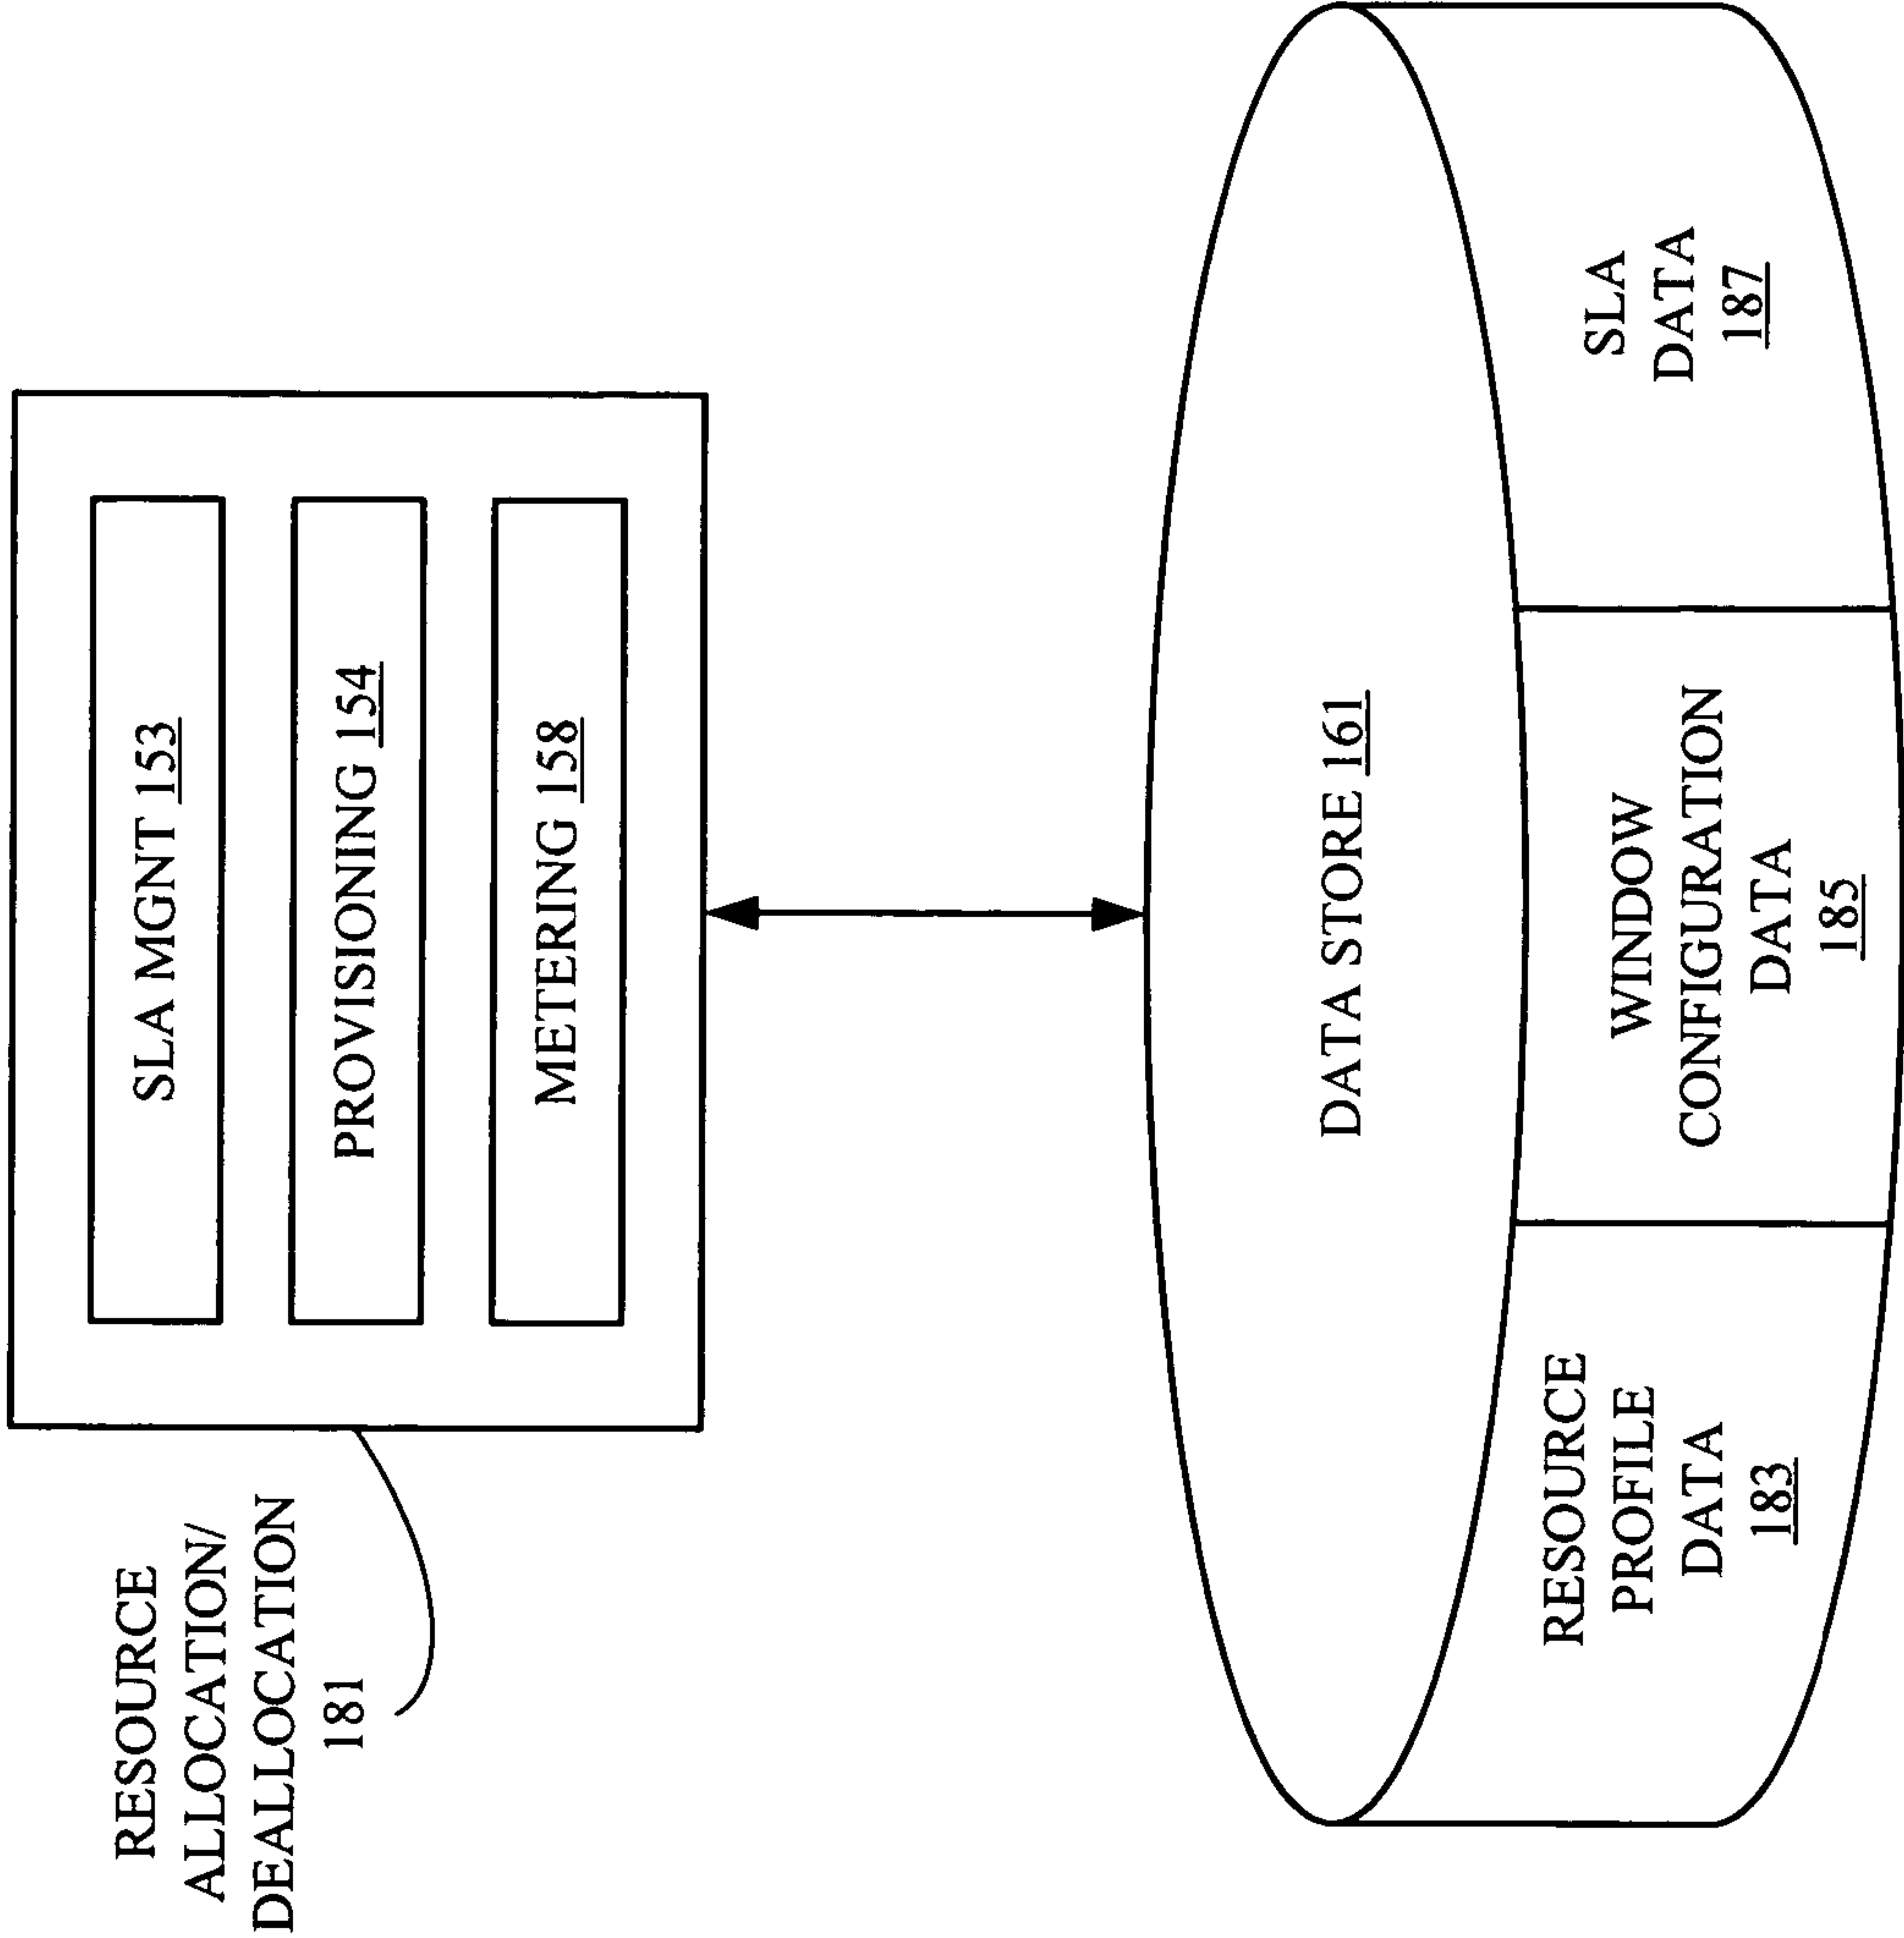 RESOURCE
ALLOCATION/
DEALLOCATION
181
SLA MGNT 153
PROVISIONING 154
METERING 158
DATA STORE 161
RESOURCE
PROFILE
DATA
183
WINDOW
CONFIGURATION
DATA
185
SLA
DATA
187